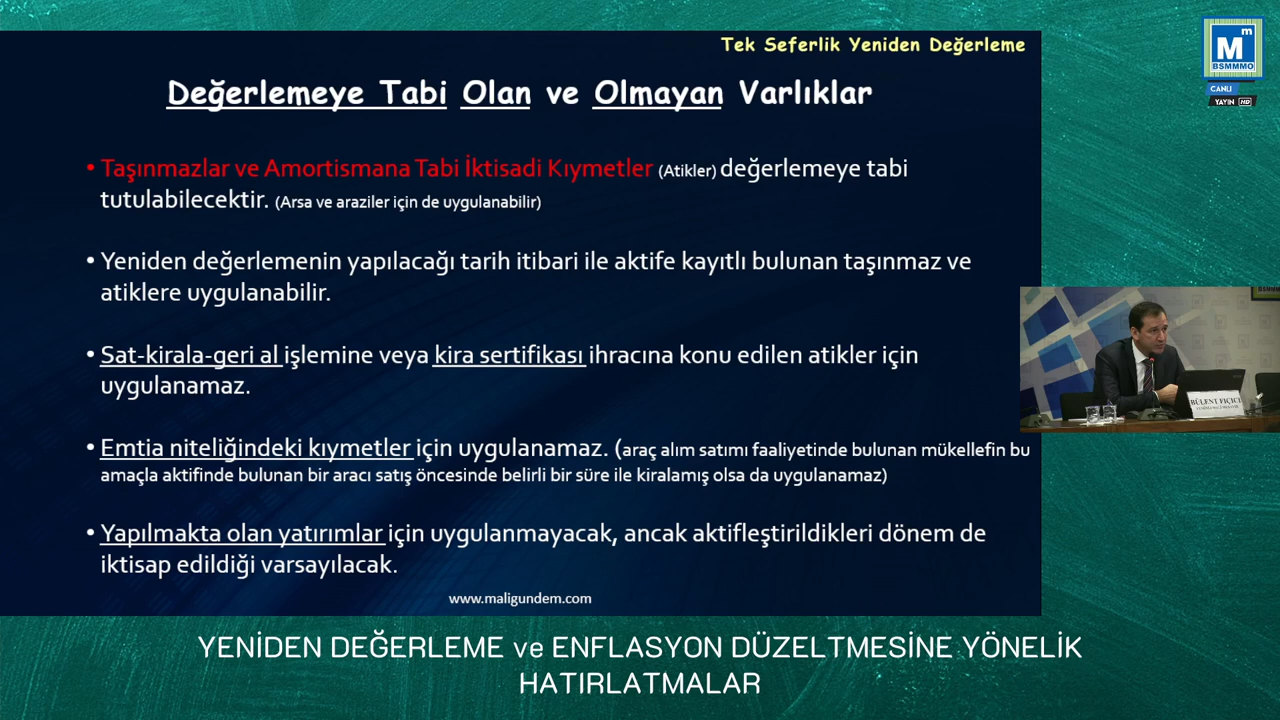 Tek Seferlik Yeniden Değerleme
Değerlemeye Tabi Olan ve Olmayan Varlıklar
• Taşınmazlar ve Amortismana Tabi İktisadi Kıymetler (Atikler) değerlemeye tabi
tutulabilecektir. (Arsa ve araziler için de uygulanabilir)
• Yeniden değerlemenin yapılacağı tarih itibari ile aktife kayıtlı bulunan taşınmaz ve
atiklere uygulanabilir.
• Sat-kirala-geri al işlemine veya kira sertifikası ihracına konu edilen atikler için
uygulanamaz.
• Emtia niteliğindeki kıymetler için uygulanamaz. (araç alım satımı faaliyetinde bulunan mükellefin bu
amaçla aktifinde bulunan bir aracı satış öncesinde belirli bir süre ile kiralamış olsa da uygulanamaz)
• Yapılmakta olan yatırımlar için uygulanmayacak, ancak aktifleştirildikleri dönem de
iktisap edildiği varsayılacak.
www.maligundem.com
Mm
BSMMMO
CANLI
YAYIN HD
BÜLENT FIÇICI
YENİDEN DEĞERLEME ve ENFLASYON DÜZELTMESİNE YÖNELİK
HATIRLATMALAR